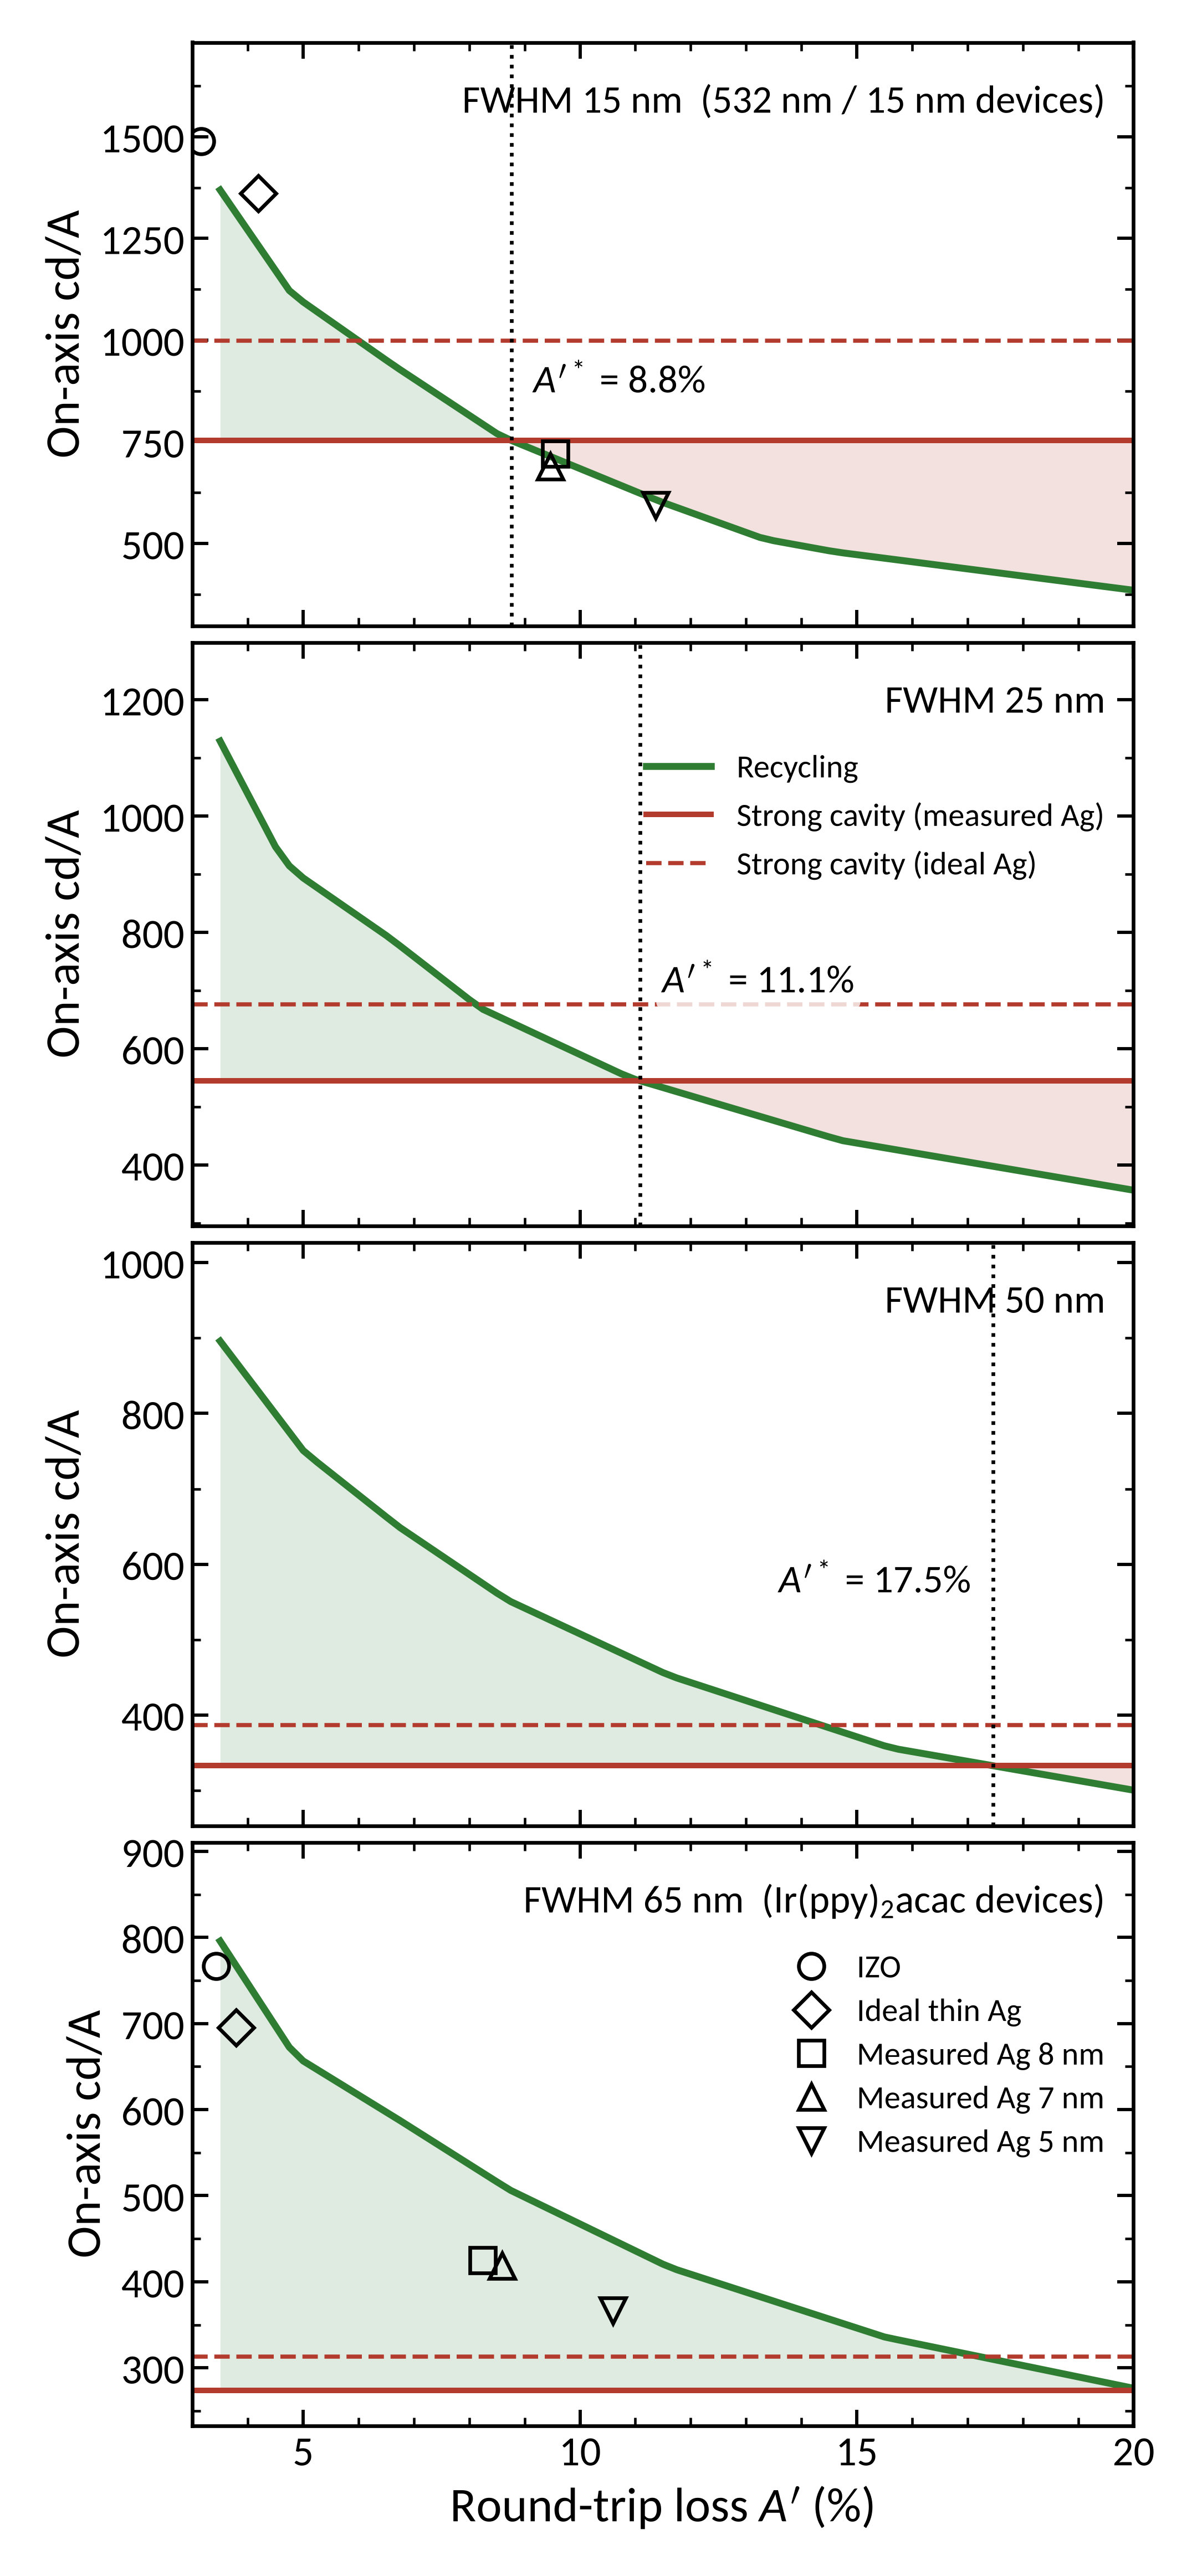 FWHM 15 nm (532 nm / 15 nm devices)
1500
1250
1000
750
500
On-axis cd/A
A′* = 8.8%
FWHM 25 nm
1200
1000
800
600
400
On-axis cd/A
Recycling
Strong cavity (measured Ag)
Strong cavity (ideal Ag)
A′* = 11.1%
FWHM 50 nm
1000
800
600
400
On-axis cd/A
A′* = 17.5%
FWHM 65 nm (Ir(ppy)₂acac devices)
900
800
700
600
500
400
300
On-axis cd/A
IZO
Ideal thin Ag
Measured Ag 8 nm
Measured Ag 7 nm
Measured Ag 5 nm
5 10 15 20
Round-trip loss A′ (%)